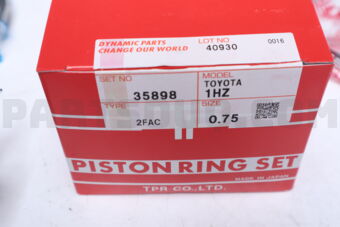 DYNAMIC PARTS
CHANGE OUR WORLD
LOT NO
40930
0016
SET NO
35898
MODEL
TOYOTA
1HZ
TYPE
2FAC
SIZE
0.75
PISTON RING SET
MADE IN JAPAN
TPR CO.,LTD.